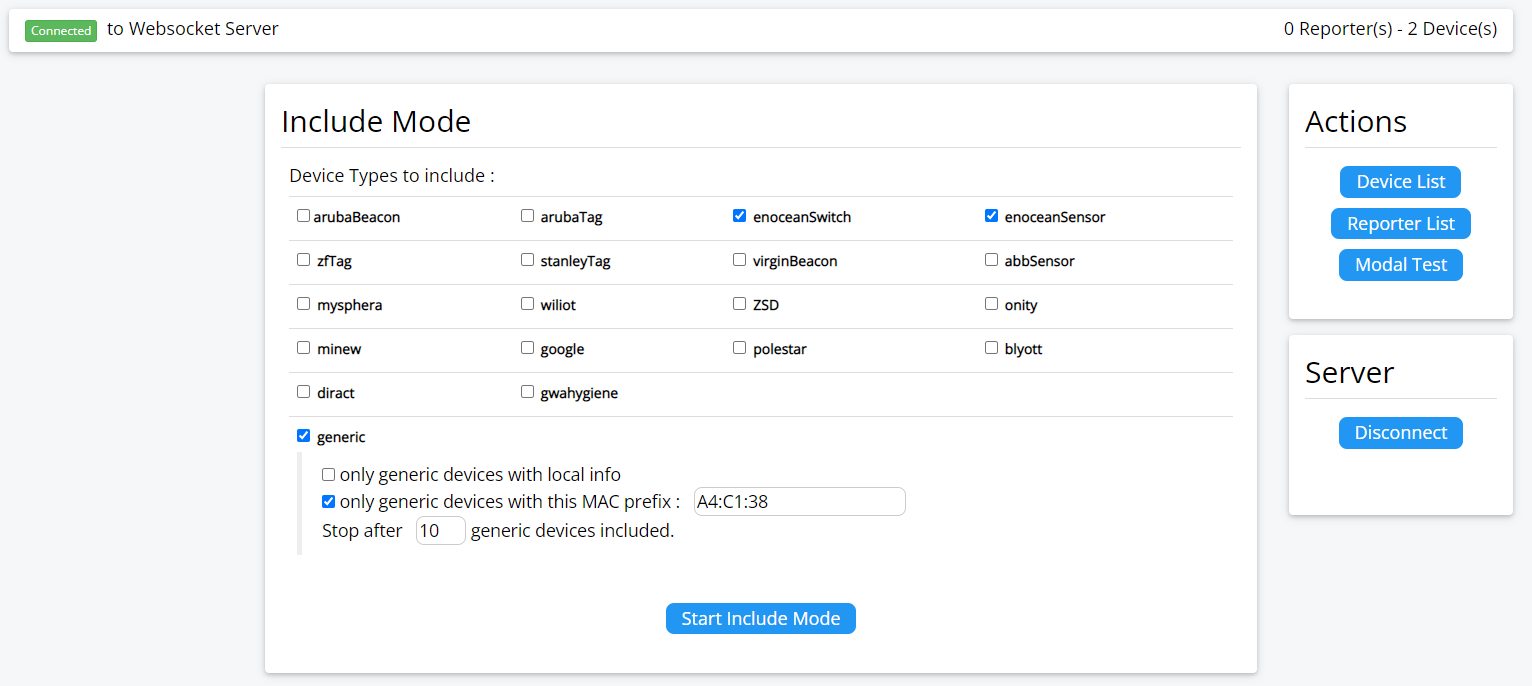 Connected to Websocket Server
0 Reporter(s) - 2 Device(s)
Include Mode
Device Types to include :
arubaBeacon arubaTag enoceanSwitch enoceanSensor
zfTag stanleyTag virginBeacon abbSensor
mysphera wiliot ZSD onity
minew google polestar blyott
diract gwahygiene
generic
only generic devices with local info
only generic devices with this MAC prefix : A4:C1:38
Stop after 10 generic devices included.
Start Include Mode
Actions
Device List
Reporter List
Modal Test
Server
Disconnect